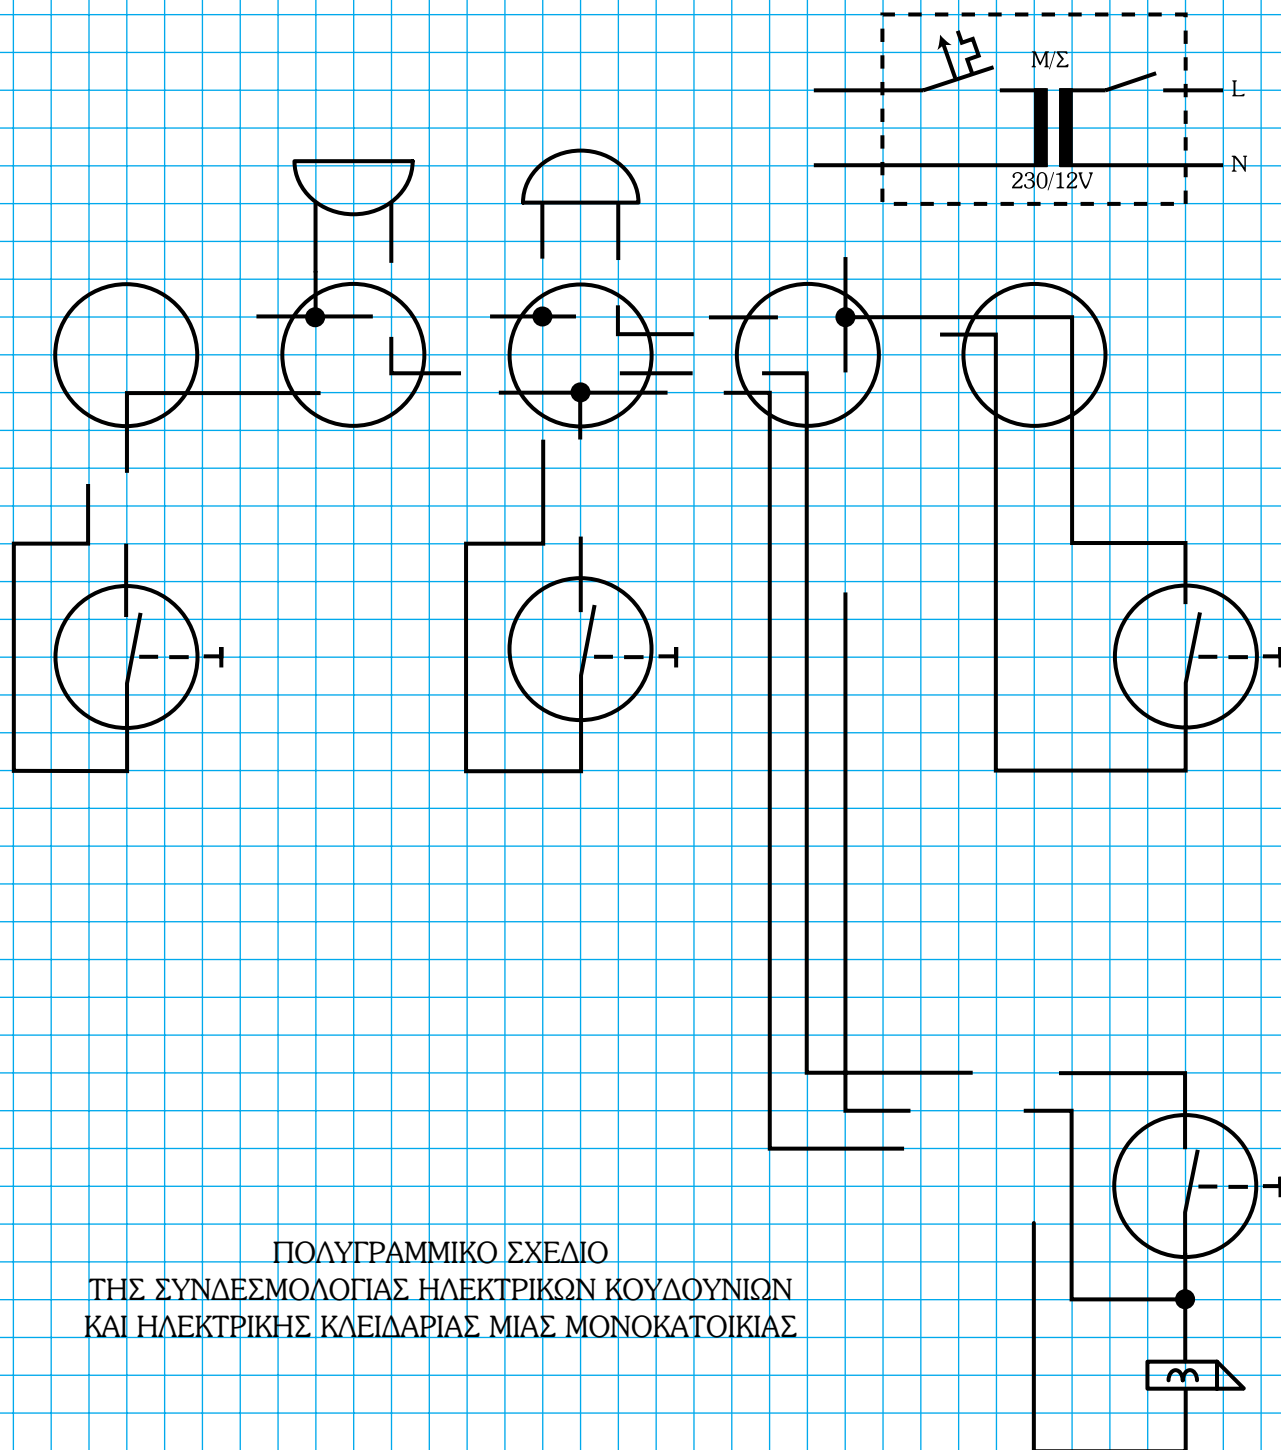 Μ/Σ
L
N
230/12V
ΠΟΛΥΓΡΑΜΜΙΚΟ ΣΧΕΔΙΟ
ΤΗΣ ΣΥΝΔΕΣΜΟΛΟΓΙΑΣ ΗΛΕΚΤΡΙΚΩΝ ΚΟΥΔΟΥΝΙΩΝ
ΚΑΙ ΗΛΕΚΤΡΙΚΗΣ ΚΛΕΙΔΑΡΙΑΣ ΜΙΑΣ ΜΟΝΟΚΑΤΟΙΚΙΑΣ